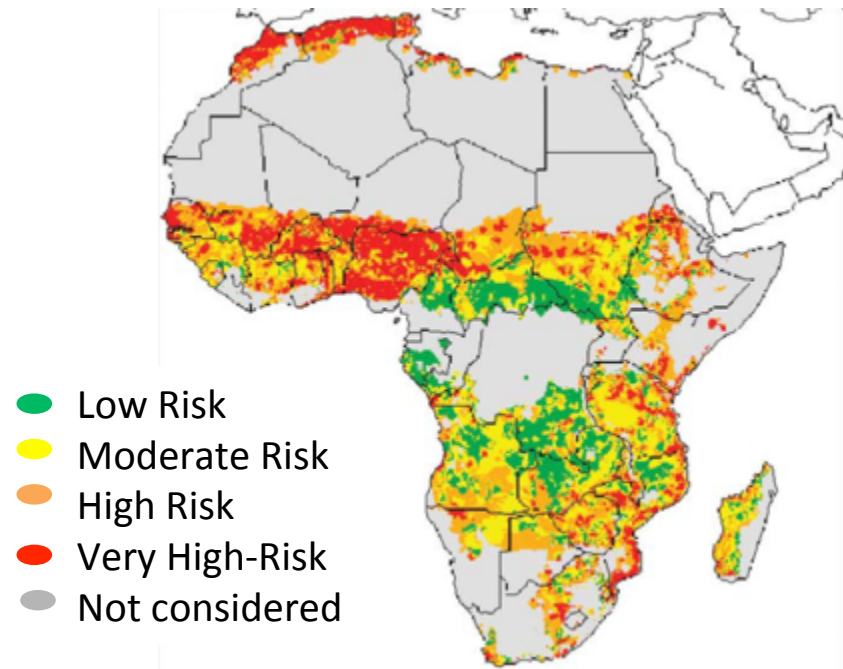 Low Risk
Moderate Risk
High Risk
Very High-Risk
Not considered